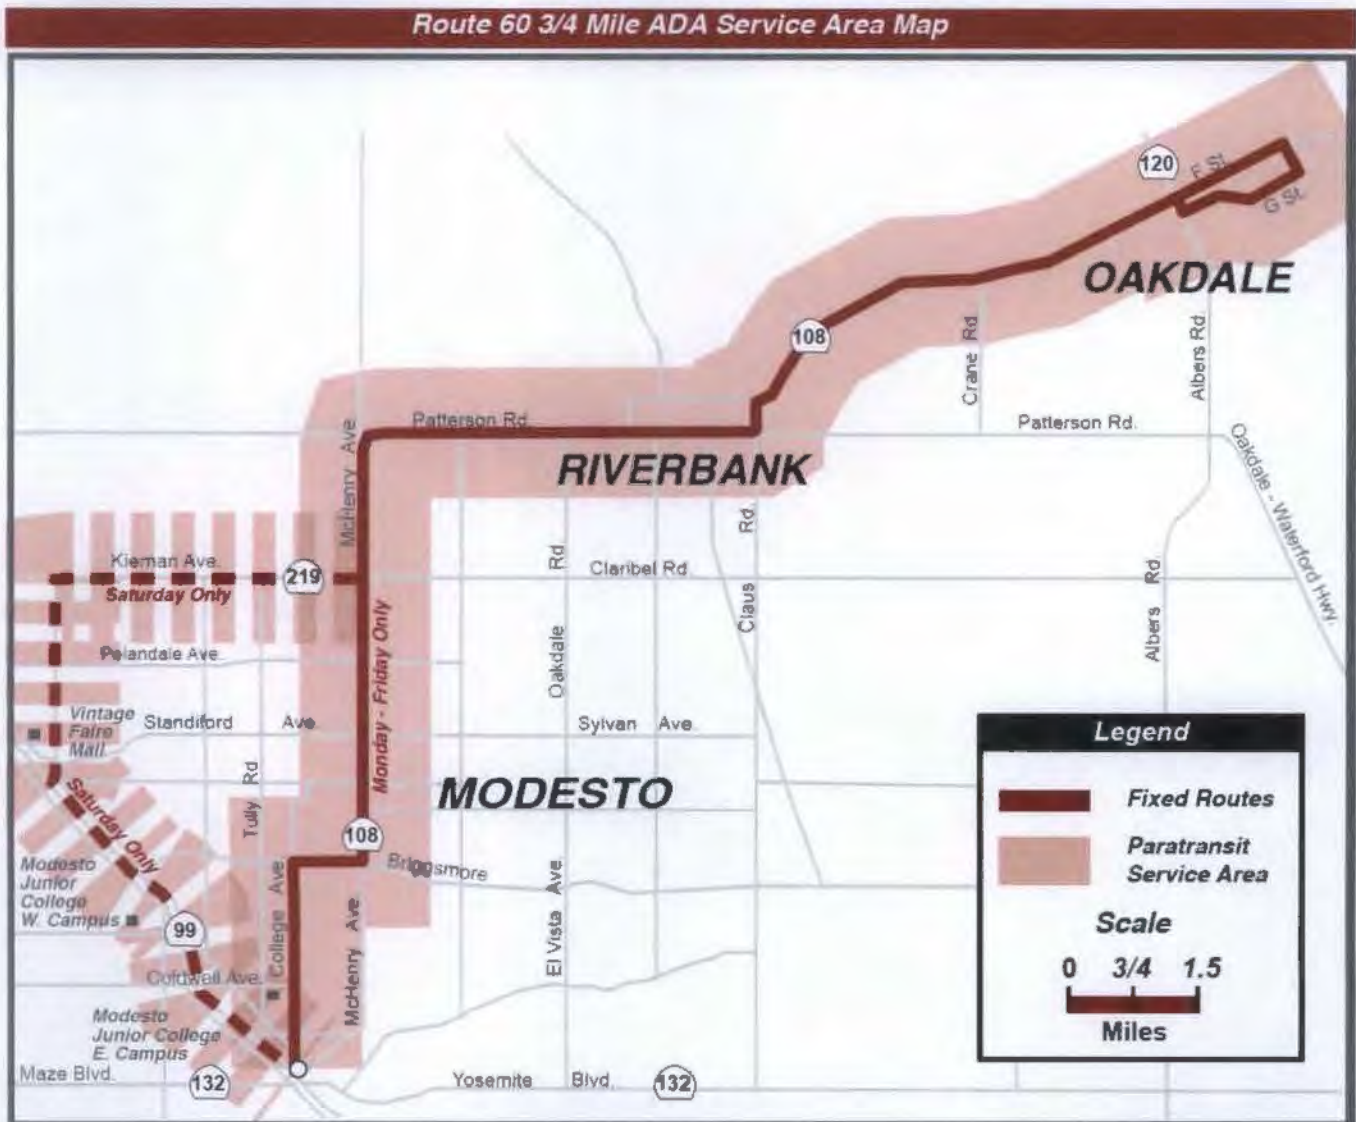 Route 60 3/4 Mile ADA Service Area Map
120
F St.
G St.
OAKDALE
108
Crane Rd
Albers Rd
McHenry Ave
Patterson Rd.
Patterson Rd.
RIVERBANK
Oakdale - Waterford Hwy.
Kiernan Ave.
219
Saturday Only
Claribel Rd.
Oakdale Rd
Claus Rd.
Albers Rd
Monday - Friday Only
Pelandale Ave.
Vintage
Faire
Mall
Standiford Ave.
Sylvan Ave.
Tully Rd
MODESTO
Saturday Only
108
Briggsmore
Modesto
Junior
College
W. Campus
99
College Ave
McHenry Ave
El Vista Ave
Coldwell Ave.
Modesto
Junior College
E. Campus
Maze Blvd.
132
Yosemite Blvd.
132
Legend
Fixed Routes
Paratransit
Service Area
Scale
0 3/4 1.5
Miles